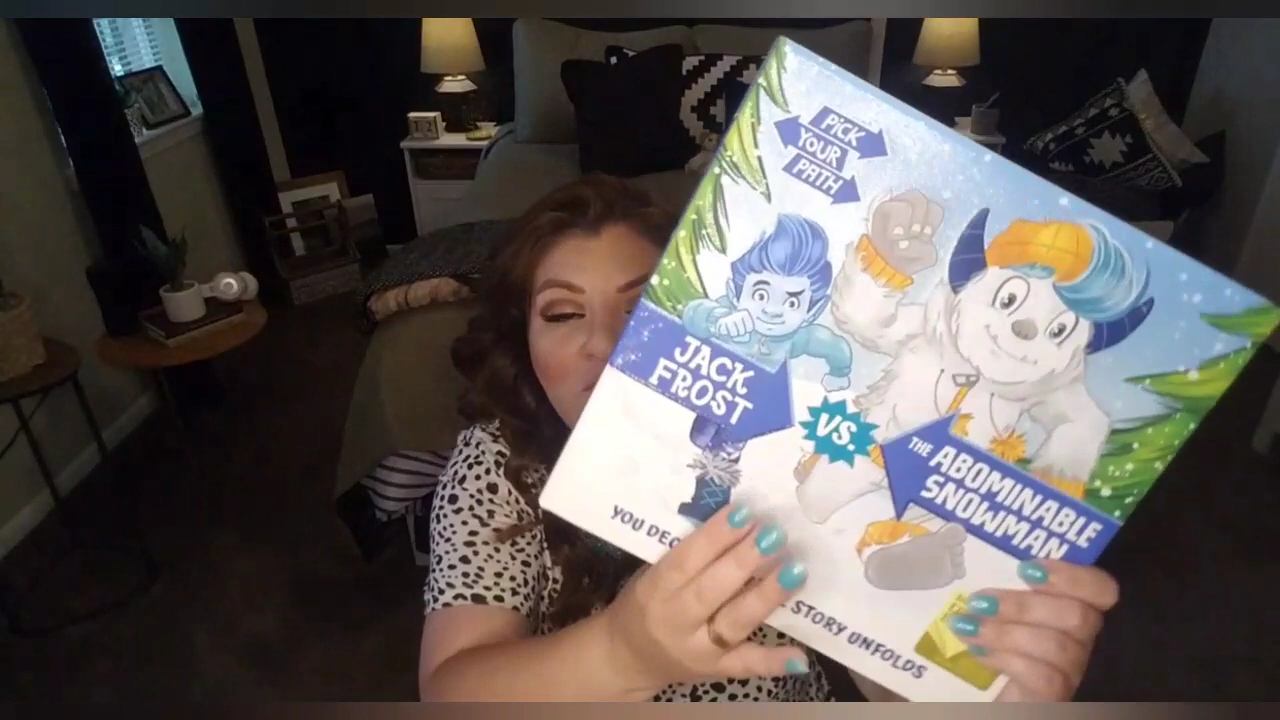 PICK
YOUR
PATH
JACK
FROST
VS.
THE ABOMINABLE
SNOWMAN
YOU DEC
STORY UNFOLDS